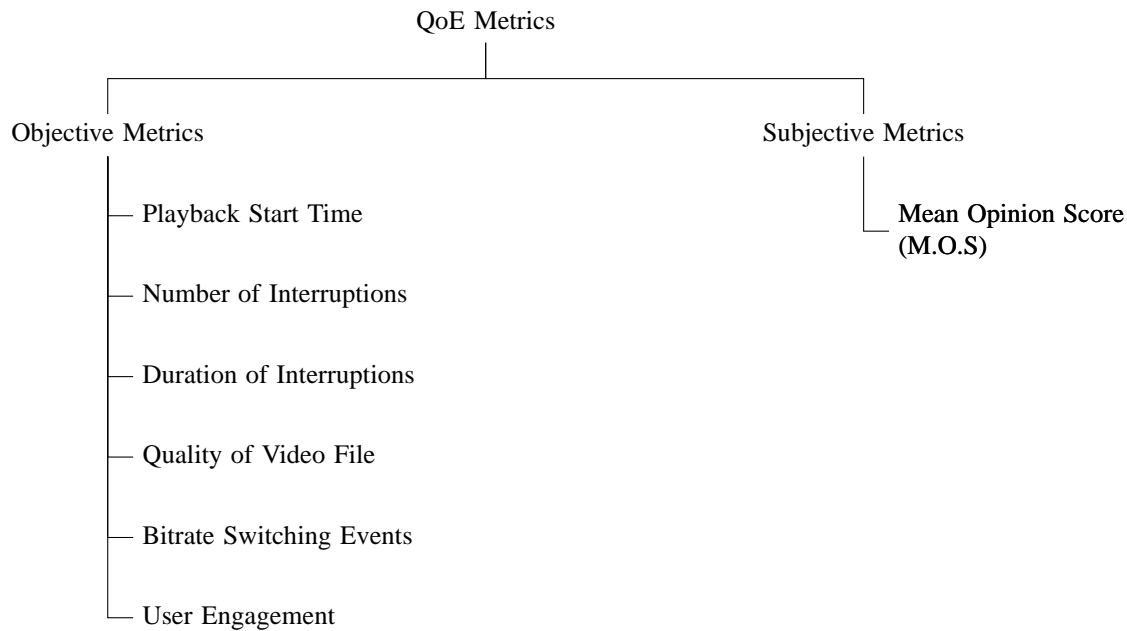 QoE Metrics
Objective Metrics
Subjective Metrics
Playback Start Time
Mean Opinion Score
(M.O.S)
Number of Interruptions
Duration of Interruptions
Quality of Video File
Bitrate Switching Events
User Engagement